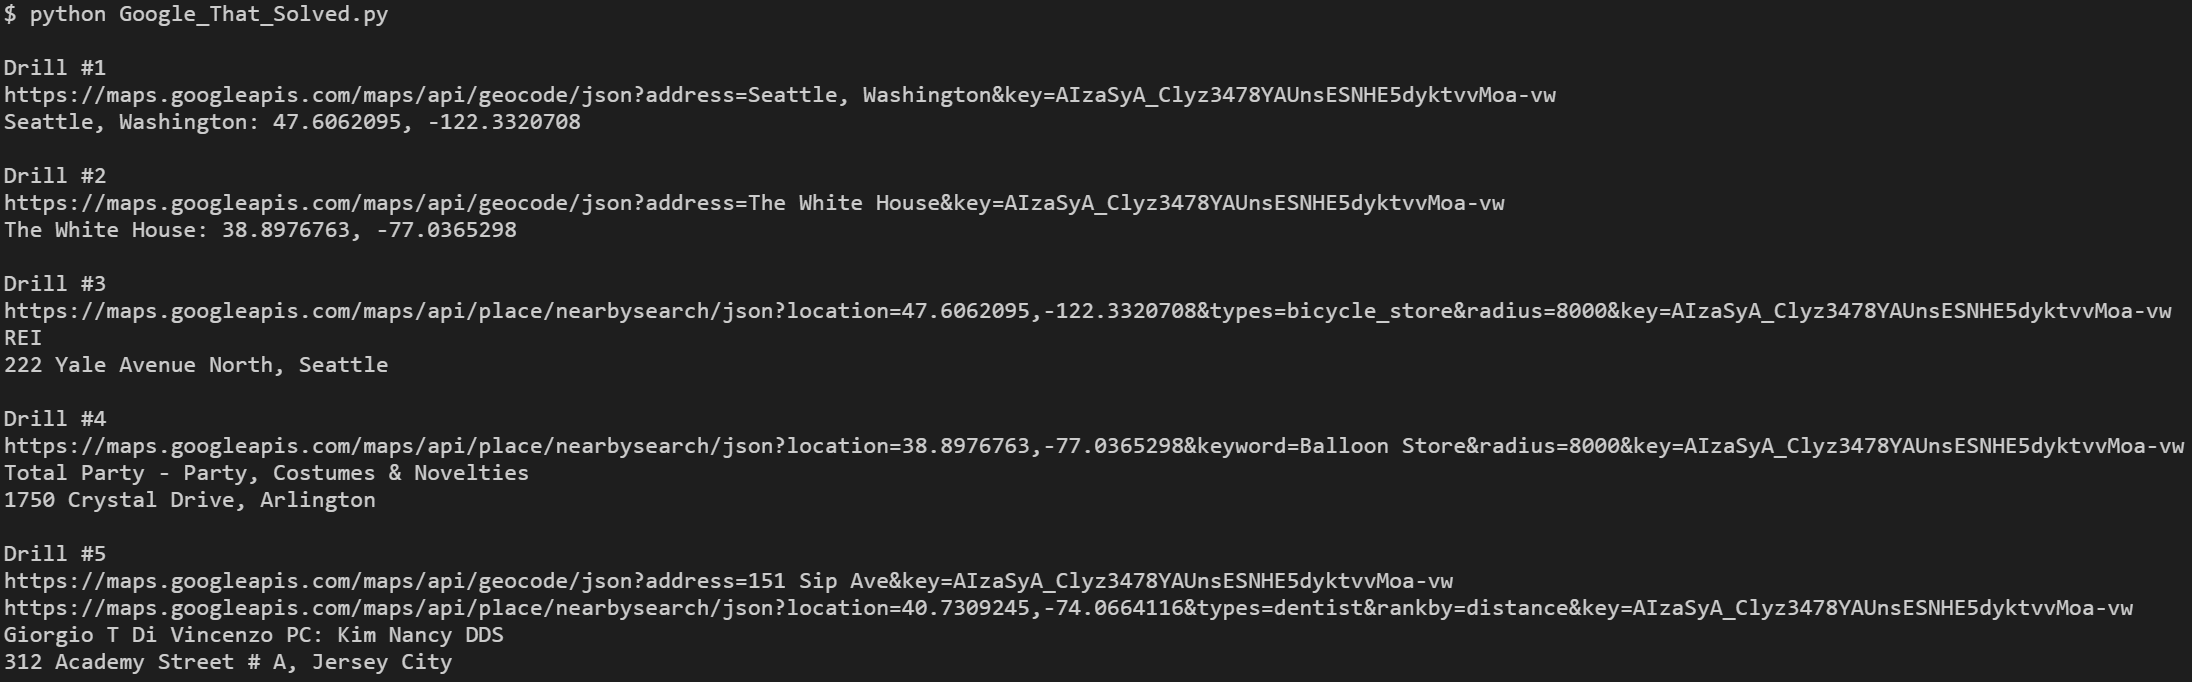 $ python Google_That_Solved.py
Drill #1
https://maps.googleapis.com/maps/api/geocode/json?address=Seattle, Washington&key=AIzaSyA_Clyz3478YAUnsESNHE5dyktvvMoa-vw
Seattle, Washington: 47.6062095, -122.3320708
Drill #2
https://maps.googleapis.com/maps/api/geocode/json?address=The White House&key=AIzaSyA_Clyz3478YAUnsESNHE5dyktvvMoa-vw
The White House: 38.8976763, -77.0365298
Drill #3
https://maps.googleapis.com/maps/api/place/nearbysearch/json?location=47.6062095,-122.3320708&types=bicycle_store&radius=8000&key=AIzaSyA_Clyz3478YAUnsESNHE5dyktvvMoa-vw
REI
222 Yale Avenue North, Seattle
Drill #4
https://maps.googleapis.com/maps/api/place/nearbysearch/json?location=38.8976763,-77.0365298&keyword=Balloon Store&radius=8000&key=AIzaSyA_Clyz3478YAUnsESNHE5dyktvvMoa-vw
Total Party - Party, Costumes & Novelties
1750 Crystal Drive, Arlington
Drill #5
https://maps.googleapis.com/maps/api/geocode/json?address=151 Sip Ave&key=AIzaSyA_Clyz3478YAUnsESNHE5dyktvvMoa-vw
https://maps.googleapis.com/maps/api/place/nearbysearch/json?location=40.7309245,-74.0664116&types=dentist&rankby=distance&key=AIzaSyA_Clyz3478YAUnsESNHE5dyktvvMoa-vw
Giorgio T Di Vincenzo PC: Kim Nancy DDS
312 Academy Street # A, Jersey City